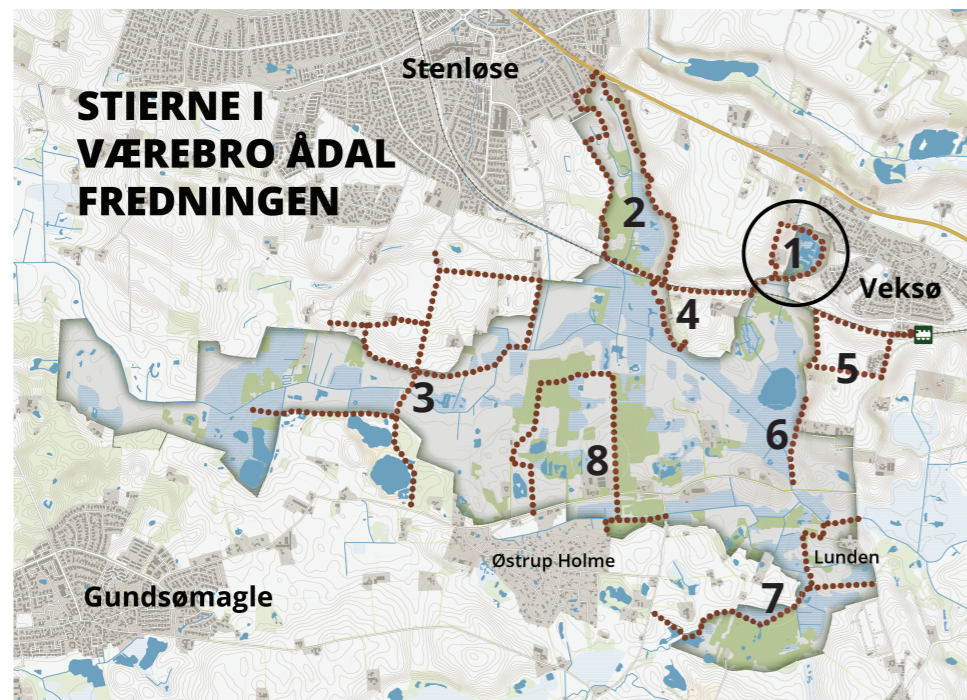 Stenløse
STIERNE I
VÆREBRO ÅDAL
FREDNINGEN
2
1
Veksø
4
5
3
6
8
Østrup Holme
Lunden
Gundsømagle
7